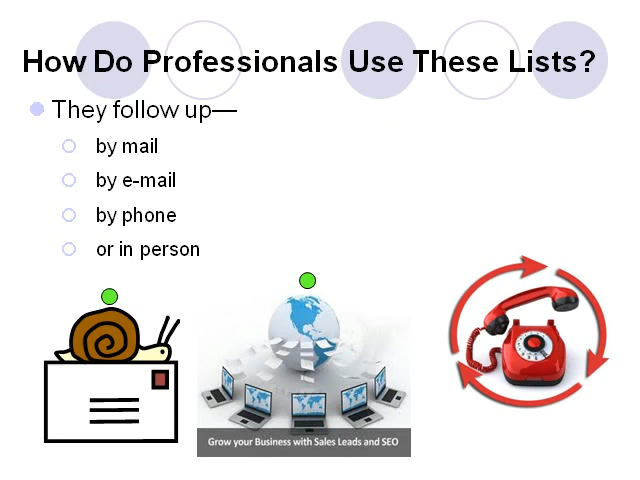 How Do Professionals Use These Lists?
They follow up—
by mail
by e-mail
by phone
or in person
Grow your Business with Sales Leads and SEO